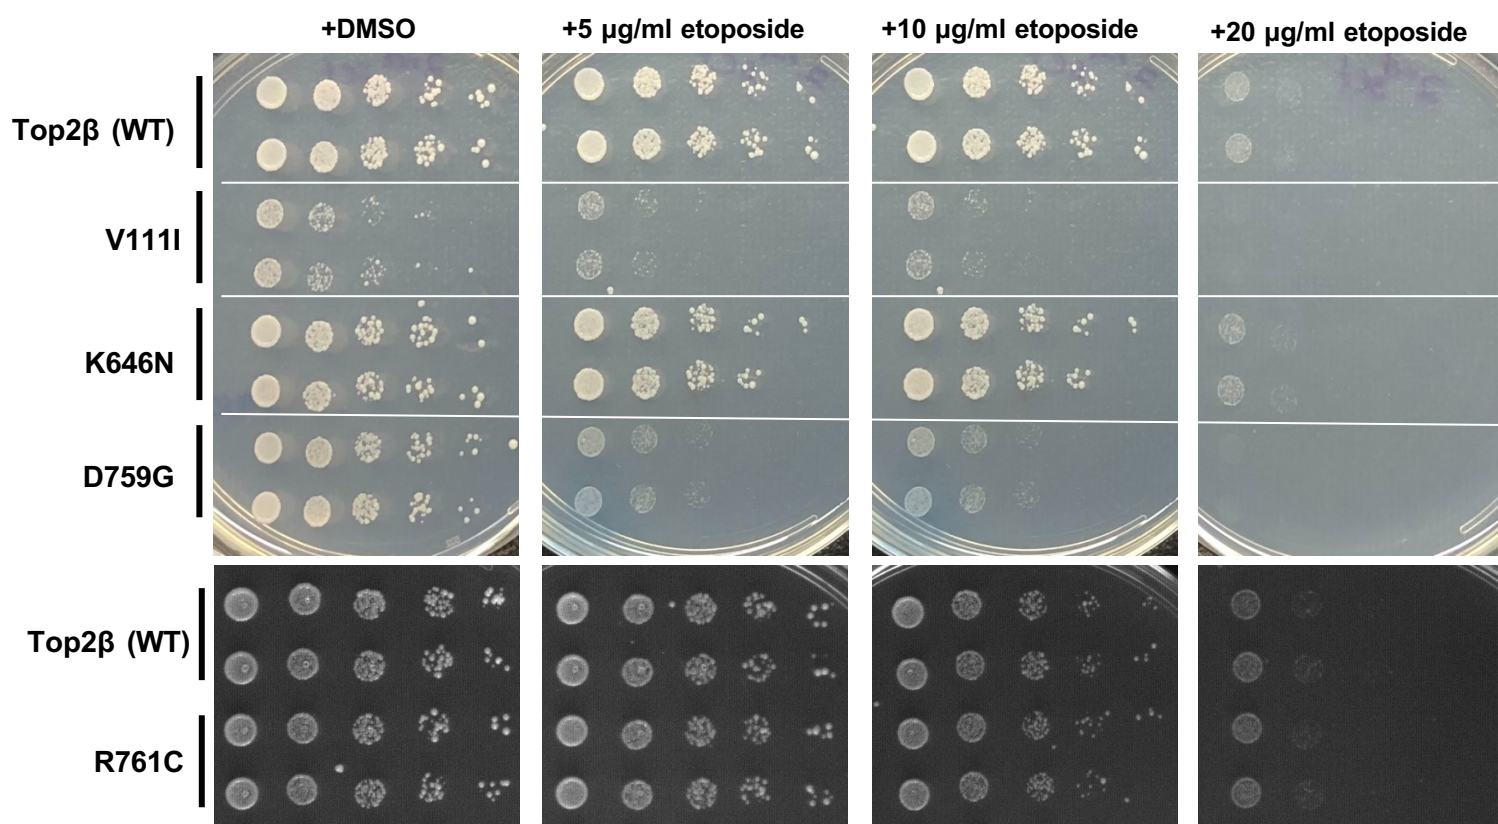 +DMSO +5 µg/ml etoposide +10 µg/ml etoposide +20 µg/ml etoposide
Top2β (WT)
V111I
K646N
D759G
Top2β (WT)
R761C